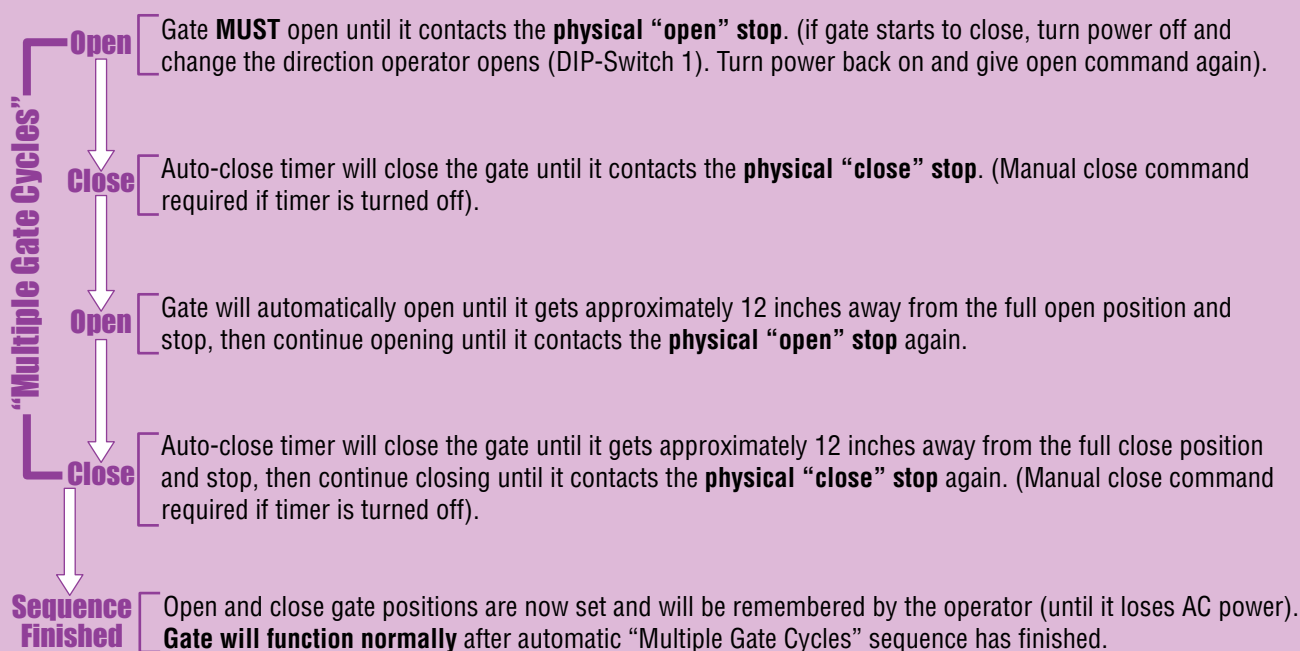 “Multiple Gate Cycles”
Open
Gate MUST open until it contacts the physical “open” stop. (if gate starts to close, turn power off and
change the direction operator opens (DIP-Switch 1). Turn power back on and give open command again).
Close
Auto-close timer will close the gate until it contacts the physical “close” stop. (Manual close command
required if timer is turned off).
Open
Gate will automatically open until it gets approximately 12 inches away from the full open position and
stop, then continue opening until it contacts the physical “open” stop again.
Close
Auto-close timer will close the gate until it gets approximately 12 inches away from the full close position
and stop, then continue closing until it contacts the physical “close” stop again. (Manual close command
required if timer is turned off).
Sequence
Finished
Open and close gate positions are now set and will be remembered by the operator (until it loses AC power).
Gate will function normally after automatic “Multiple Gate Cycles” sequence has finished.